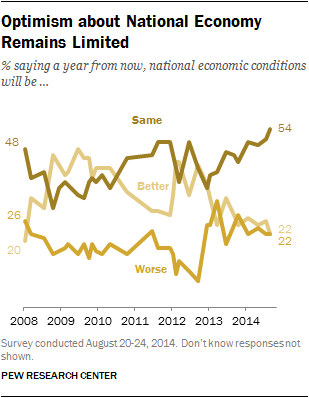 Optimism about National Economy
Remains Limited
% saying a year from now, national economic conditions
will be ...
Same
54
48
Better
26
22
22
20
Worse
2008 2009 2010 2011 2012 2013 2014
Survey conducted August 20-24, 2014. Don't know responses not
shown.
PEW RESEARCH CENTER